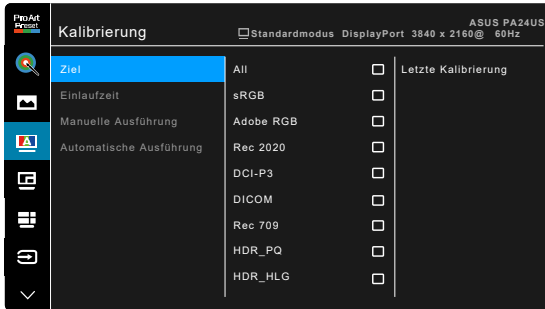 ProArt
Preset
Kalibrierung
ASUS PA24US
Standardmodus DisplayPort 3840 x 2160@ 60Hz
Ziel
Einlaufzeit
Manuelle Ausführung
Automatische Ausführung
All
sRGB
Adobe RGB
Rec 2020
DCI-P3
DICOM
Rec 709
HDR_PQ
HDR_HLG
Letzte Kalibrierung
A